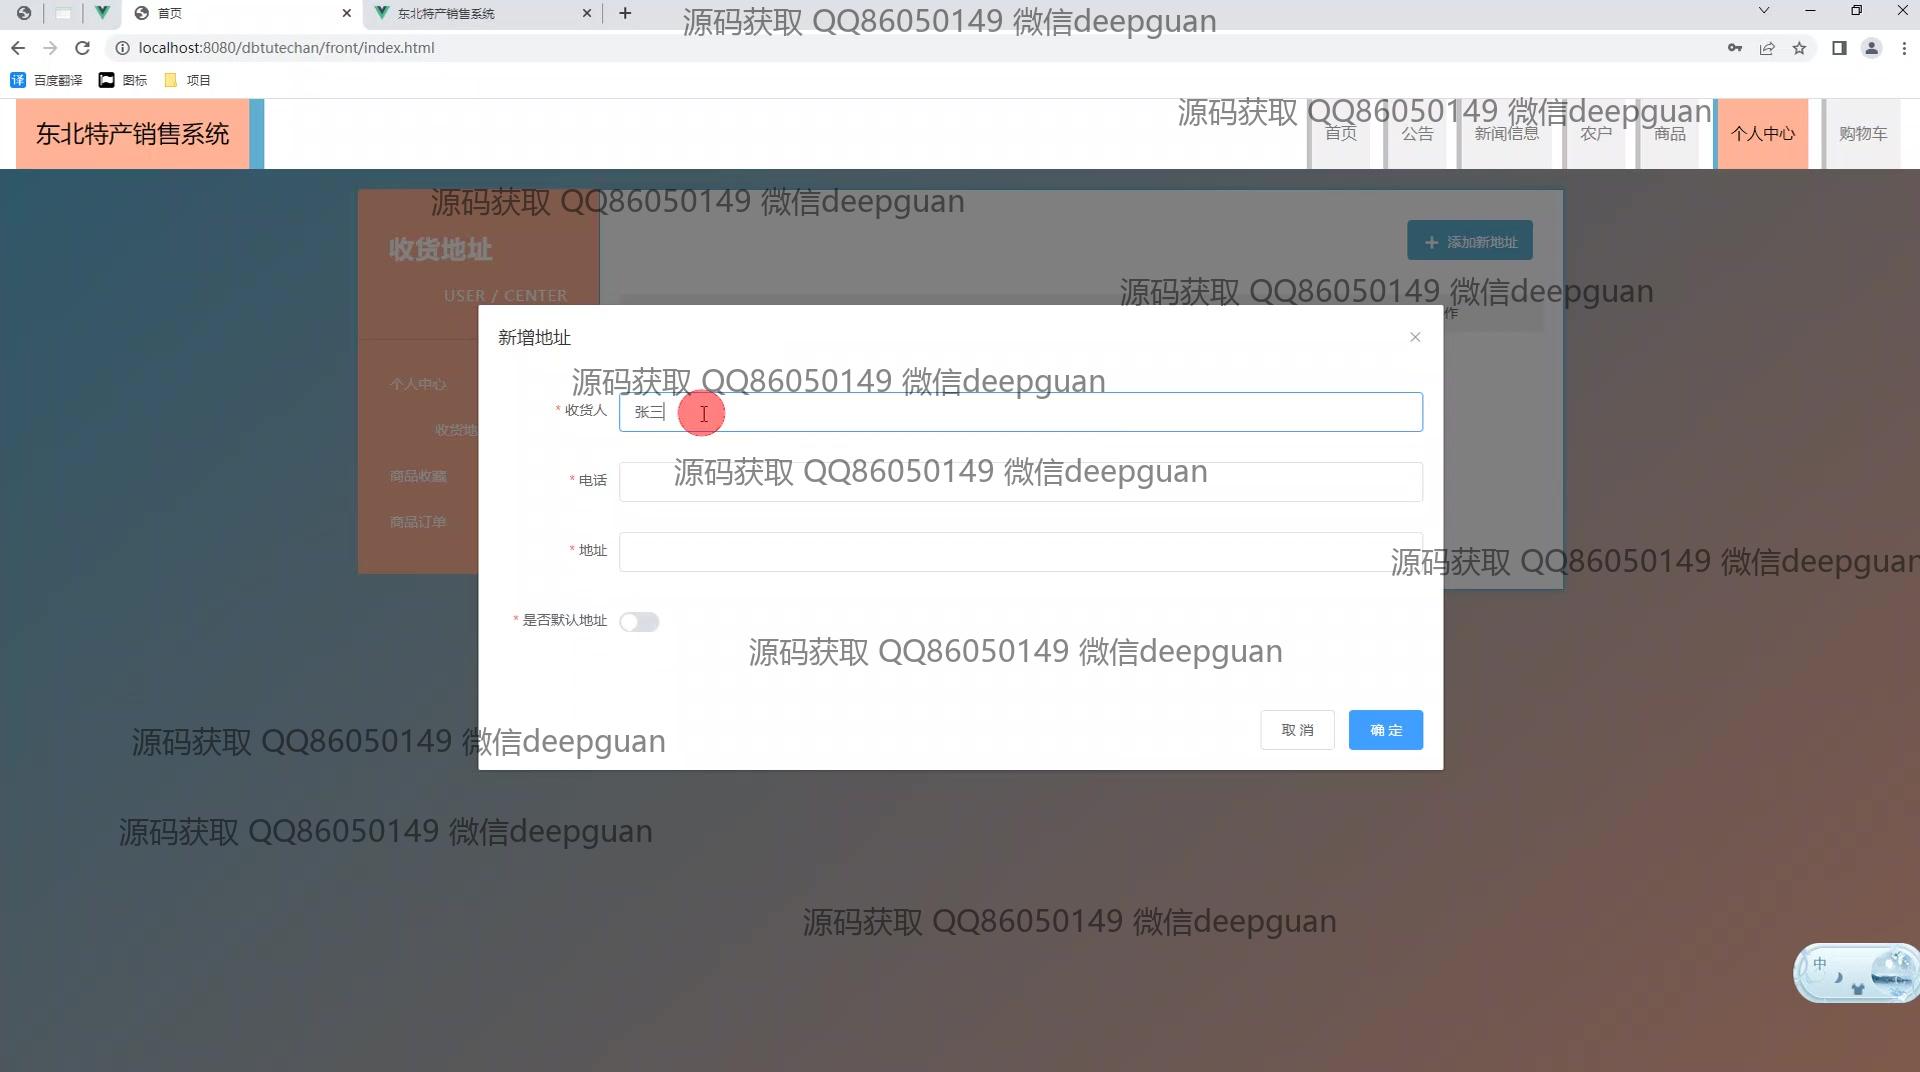 首页
东北特产销售系统
源码获取 QQ86050149 微信deepguan
localhost:8080/dbtutechan/front/index.html
百度翻译
图标
项目
源码获取 QQ86050149 微信deepguan
东北特产销售系统
首页
公告
新闻信息
农户
商品
个人中心
购物车
源码获取 QQ86050149 微信deepguan
收货地址
添加新地址
USER / CENTER
源码获取 QQ86050149 微信deepguan
作
新增地址
源码获取 QQ86050149 微信deepguan
个人中心
* 收货人
张三
收货地
源码获取 QQ86050149 微信deepguan
商品收藏
* 电话
商品订单
* 地址
源码获取 QQ86050149 微信deepguan
* 是否默认地址
源码获取 QQ86050149 微信deepguan
取消
确定
源码获取 QQ86050149 微信deepguan
源码获取 QQ86050149 微信deepguan
源码获取 QQ86050149 微信deepguan
中